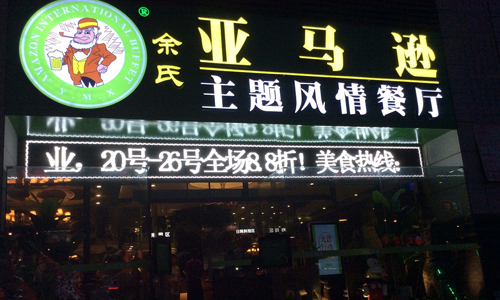 AMAZON INTERNATIONAL BUFFET
Y·M·X
®
余氏
亚马逊
主题风情餐厅
亚，20号-26号全场8.8折！美食热线：